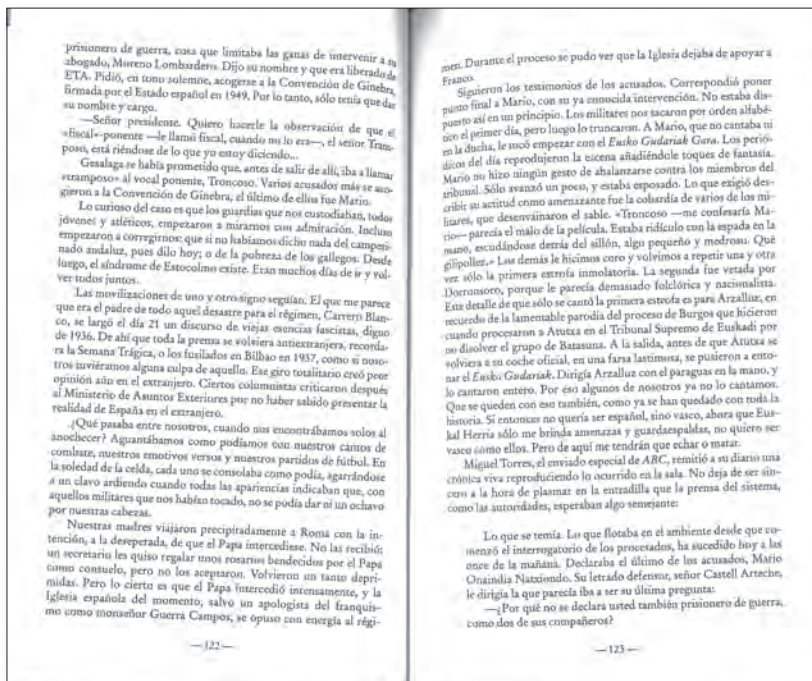 prisionero de guerra, cosa que limitaba las ganas de intervenir a su
abogado, Moreno Lombardero. Dijo su nombre y que era liberado de
ETA. Pidió, en tono solemne, acogerse a la Convención de Ginebra,
firmada por el Estado español en 1949. Por lo tanto, sólo tenía que dar
su nombre y cargo.
—Señor presidente. Quiero hacerle la observación de que el
«fiscal»-ponente —le llamó fiscal, cuando no lo era—, el señor Tram-
poso, está riéndose de lo que yo estoy diciendo...
Gesalaga se había prometido que, antes de salir de allí, iba a llamar
«tramposo» al vocal ponente, Troncoso. Varios acusados más se aco-
gieron a la Convención de Ginebra, el último de ellos fue Mario.
Lo curioso del caso es que los guardias que nos custodiaban, todos
jóvenes y atléticos, empezaron a mirarnos con admiración. Incluso
empezaron a corregirnos: que si no habíamos dicho nada del campesi-
nado andaluz, pues dilo hoy; o de la pobreza de los gallegos. Desde
luego, el síndrome de Estocolmo existe. Eran muchos días de ir y vol-
ver todos juntos.
Las movilizaciones de uno y otro signo seguían. El que me parece
que era el padre de todo aquel desastre para el régimen, Carrero Blan-
co, se largó el día 21 un discurso de viejas esencias fascistas, digno
de 1936. De ahí que toda la prensa se volviera antiextranjera, recorda-
ra la Semana Trágica, o los fusilados en Bilbao en 1937, como si noso-
tros tuviéramos alguna culpa de aquello. Ese giro totalitario creó peor
opinión aún en el extranjero. Ciertos columnistas criticaron después
al Ministerio de Asuntos Exteriores por no haber sabido presentar la
realidad de España en el extranjero.
¿Qué pasaba entre nosotros, cuando nos encontrábamos solos al
anochecer? Aguantábamos como podíamos con nuestros cantos de
combate, nuestros emotivos versos y nuestros partidos de fútbol. En
la soledad de la celda, cada uno se consolaba como podía, agarrándose
a un clavo ardiendo cuando todas las apariencias indicaban que, con
aquellos militares que nos habían tocado, no se podía dar ni un ochavo
por nuestras cabezas.
Nuestras madres viajaron precipitadamente a Roma con la in-
tención, a la deseperada, de que el Papa intercediese. No las recibió;
un secretario les quiso regalar unos rosarios bendecidos por el Papa
como consuelo, pero no los aceptaron. Volvieron un tanto depri-
midas. Pero lo cierto es que el Papa intercedió intensamente, y la
Iglesia española del momento, salvo un apologista del franquis-
mo como monseñor Guerra Campos, se opuso con energía al régi-
—122—
men. Durante el proceso se pudo ver que la Iglesia dejaba de apoyar a
Franco.
Siguieron los testimonios de los acusados. Correspondió poner
punto final a Mario, con su ya conocida intervención. No estaba dis-
puesto así en un principio. Los militares nos sacaron por orden alfabé-
tico el primer día, pero luego lo truncaron. A Mario, que no cantaba ni
en la ducha, le tocó empezar con el Eusko Gudariak Gara. Los perió-
dicos del día reprodujeron la escena añadiéndole toques de fantasía.
Mario no hizo ningún gesto de abalanzarse contra los miembros del
tribunal. Sólo avanzó un poco, y estaba esposado. Lo que exigió des-
cribir su actitud como amenazante fue la cobardía de varios de los mi-
litares, que desenvainaron el sable. «Troncoso —me confesaría Ma-
rio— parecía el malo de la película. Estaba ridículo con la espada en la
mano, escudándose detrás del sillón, algo pequeño y medroso. Qué
gilipollez.» Los demás le hicimos coro y volvimos a repetir una y otra
vez sólo la primera estrofa inmolatoria. La segunda fue vetada por
Dorronsoro, porque le parecía demasiado folclórica y nacionalista.
Este detalle de que sólo se cantó la primera estrofa es para Arzalluz, en
recuerdo de la lamentable parodia del proceso de Burgos que hicieron
cuando procesaron a Atutxa en el Tribunal Supremo de Euskadi por
no disolver el grupo de Batasuna. A la salida, antes de que Atutxa se
volviera a su coche oficial, en una farsa lastimosa, se pusieron a ento-
nar el Eusko Gudariak. Dirigía Arzalluz con el paraguas en la mano, y
lo cantaron entero. Por eso algunos de nosotros ya no lo cantamos.
Que se queden con eso también, como ya se han quedado con toda la
historia. Si entonces no quería ser español, sino vasco, ahora que Eus-
kal Herria sólo me brinda amenazas y guardaespaldas, no quiero ser
vasco como ellos. Pero de aquí me tendrán que echar o matar.
Miguel Torres, el enviado especial de ABC, remitió a su diario una
crónica viva reproduciendo lo ocurrido en la sala. No deja de ser sin-
cero a la hora de plasmar en la entradilla que la prensa del sistema,
como las autoridades, esperaban algo semejante:
Lo que se temía. Lo que flotaba en el ambiente desde que co-
menzó el interrogatorio de los procesados, ha sucedido hoy a las
once de la mañana. Declaraba el último de los acusados, Mario
Onaindia Natxiondo. Su letrado defensor, señor Castell Arteche,
le dirigía la que parecía iba a ser su última pregunta:
—¿Por qué no se declara usted también prisionero de guerra,
como dos de sus compañeros?
—123—